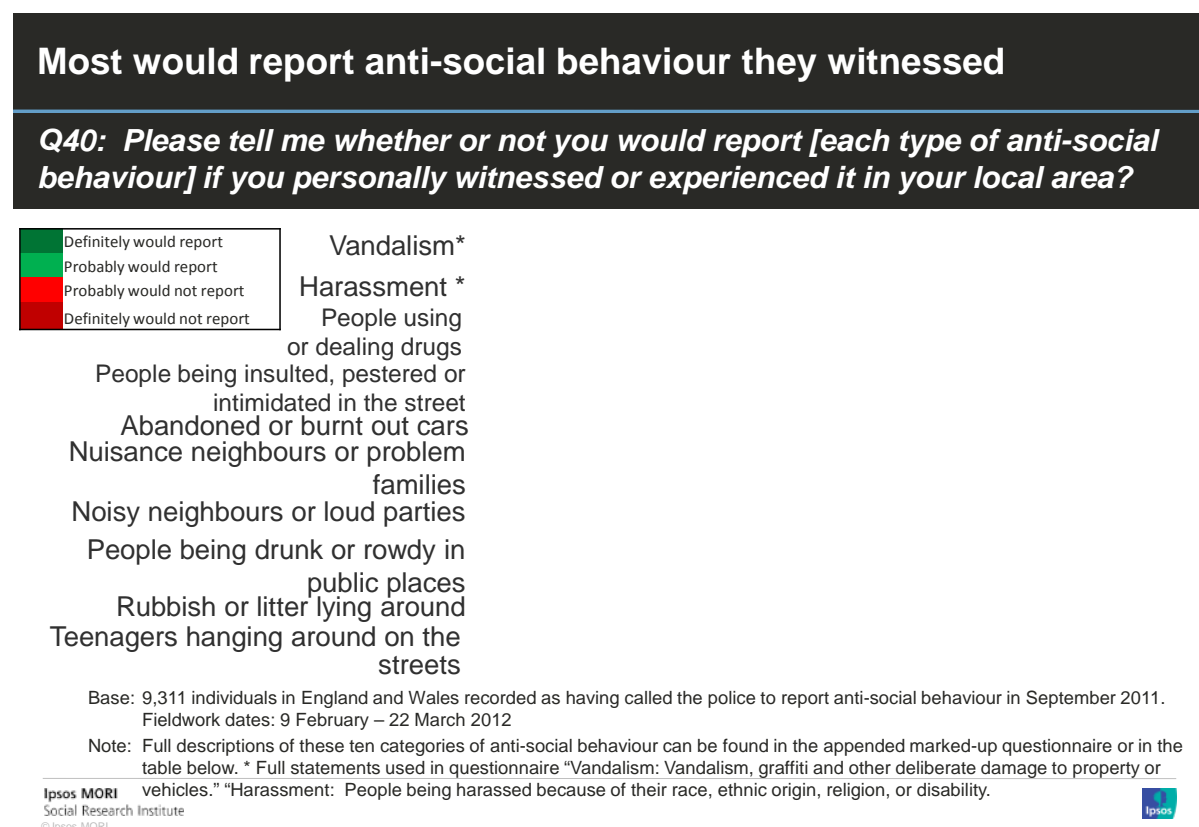 Most would report anti-social behaviour they witnessed
Q40: Please tell me whether or not you would report [each type of anti-social
behaviour] if you personally witnessed or experienced it in your local area?
Definitely would report
Probably would report
Probably would not report
Definitely would not report
Vandalism*
Harassment *
People using
or dealing drugs
People being insulted, pestered or
intimidated in the street
Abandoned or burnt out cars
Nuisance neighbours or problem
families
Noisy neighbours or loud parties
People being drunk or rowdy in
public places
Rubbish or litter lying around
Teenagers hanging around on the
streets
Base: 9,311 individuals in England and Wales recorded as having called the police to report anti-social behaviour in September 2011.
Fieldwork dates: 9 February – 22 March 2012
Note: Full descriptions of these ten categories of anti-social behaviour can be found in the appended marked-up questionnaire or in the
table below. * Full statements used in questionnaire “Vandalism: Vandalism, graffiti and other deliberate damage to property or
vehicles.” “Harassment: People being harassed because of their race, ethnic origin, religion, or disability.
Ipsos MORI
Social Research Institute
© Ipsos MORI
Ipsos